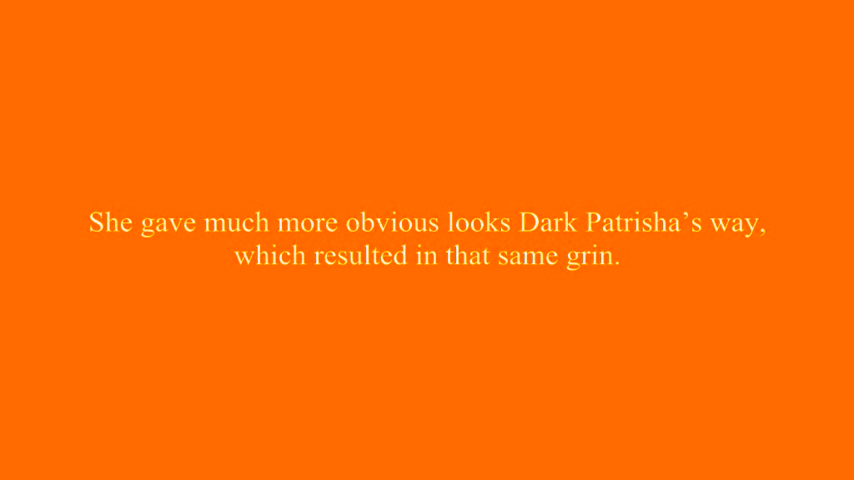 She gave much more obvious looks Dark Patrisha’s way,
which resulted in that same grin.